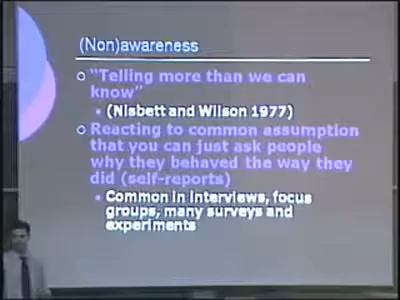 (Non)awareness
"Telling more than we can
know"
(Nisbett and Wilson 1977)
Reacting to common assumption
that you can just ask people
why they behaved the way they
did (self-reports)
Common in interviews, focus
groups, many surveys and
experiments